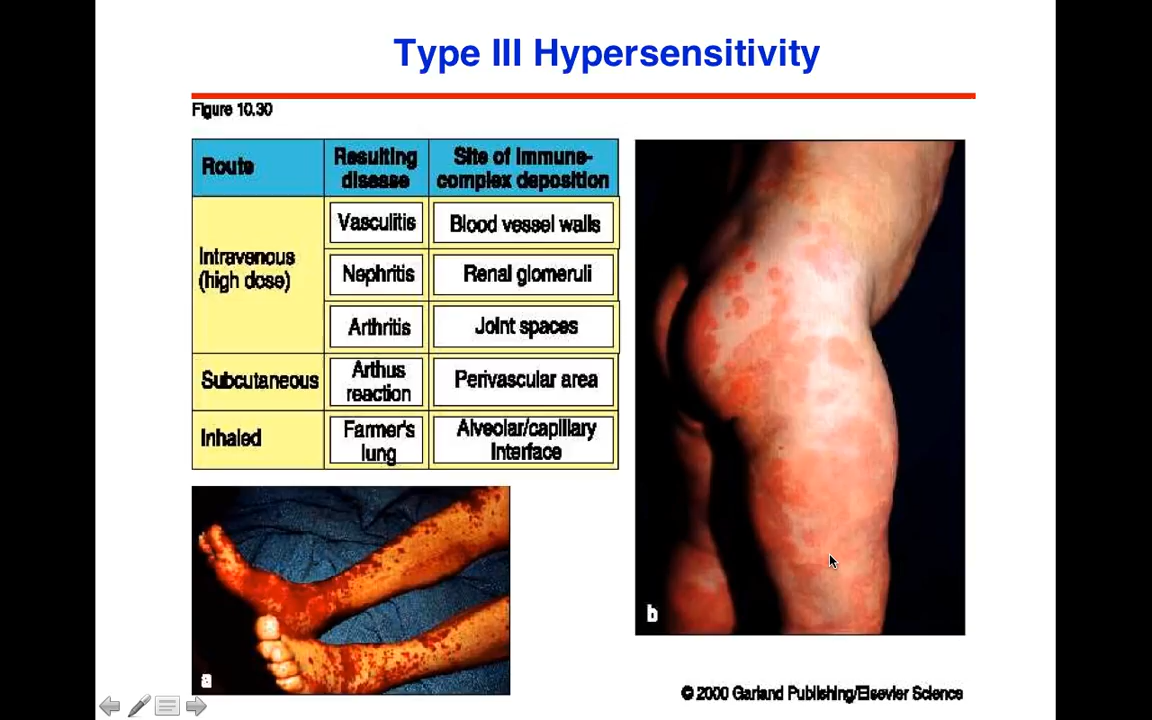 Type III Hypersensitivity
Figure 10.30
Route
Resulting
disease
Site of immune-
complex deposition
Intravenous
(high dose)
Vasculitis
Blood vessel walls
Nephritis
Renal glomeruli
Arthritis
Joint spaces
Subcutaneous
Arthus
reaction
Perivascular area
Inhaled
Farmer's
lung
Alveolar/capillary
interface
a
b
© 2000 Garland Publishing/Elsevier Science